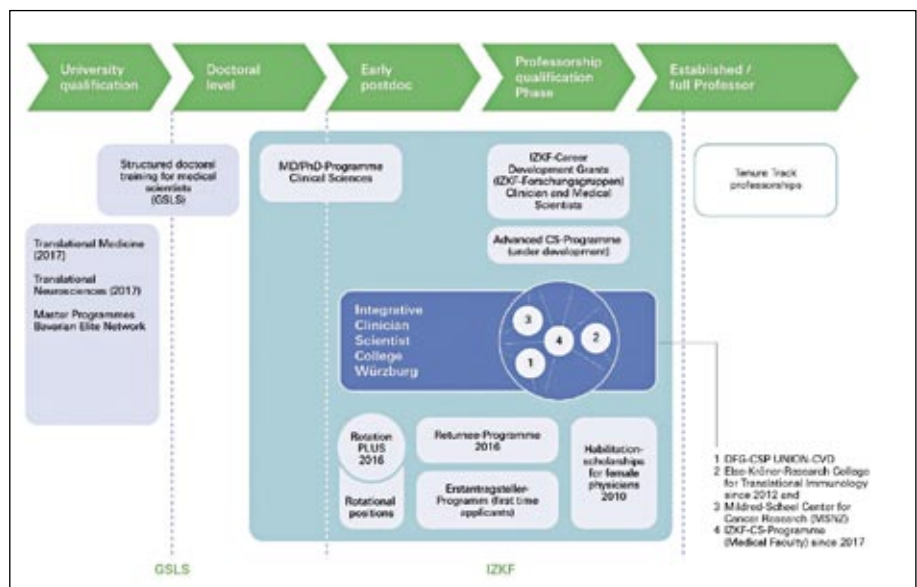 University
qualification
Doctoral
level
Early
postdoc
Professorship
qualification
Phase
Established /
full Professor
Structured doctoral
training for medical
scientists
(GSLS)
MD/PhD-Programme
Clinical Sciences
IZKF-Career
Development Grants
(IZKF-Forschungsgruppen)
Clinician and Medical
Scientists
Tenure Track
professorships
Advanced CS-Programme
(under development)
Translational Medicine
(2017)
Translational
Neurosciences (2017)
Master Programmes
Bavarian Elite Network
Integrative
Clinician
Scientist
College
Würzburg
3
4
2
1
Rotation
PLUS
2016
Rotational
positions
Returnee-Programme
2016
Erstantragsteller-
Programm (first time
applicants)
Habilitation-
scholarships
for female
physicians
2010
1 DFG-CSP UNION-CVD
2 Else-Kröner-Research College
for Translational Immunology
since 2012 and
3 Mildred-Scheel Center for
Cancer Research (MSNZ)
4 IZKF-CS-Programme
(Medical Faculty) since 2017
GSLS
IZKF